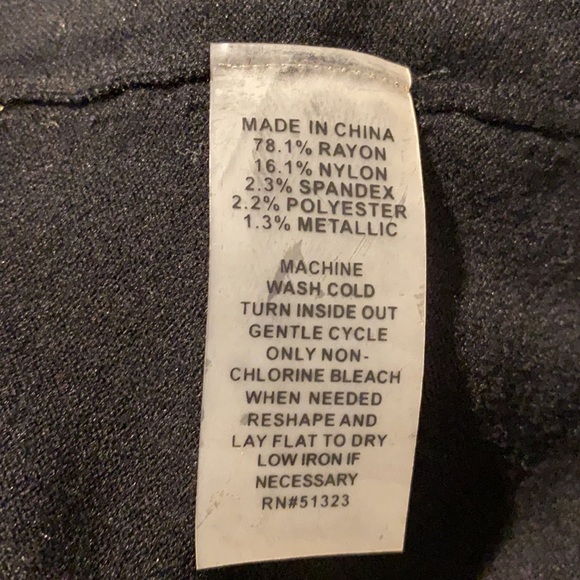 MADE IN CHINA
78.1% RAYON
16.1% NYLON
2.3% SPANDEX
2.2% POLYESTER
1.3% METALLIC
MACHINE
WASH COLD
TURN INSIDE OUT
GENTLE CYCLE
ONLY NON-
CHLORINE BLEACH
WHEN NEEDED
RESHAPE AND
LAY FLAT TO DRY
LOW IRON IF
NECESSARY
RN#51323